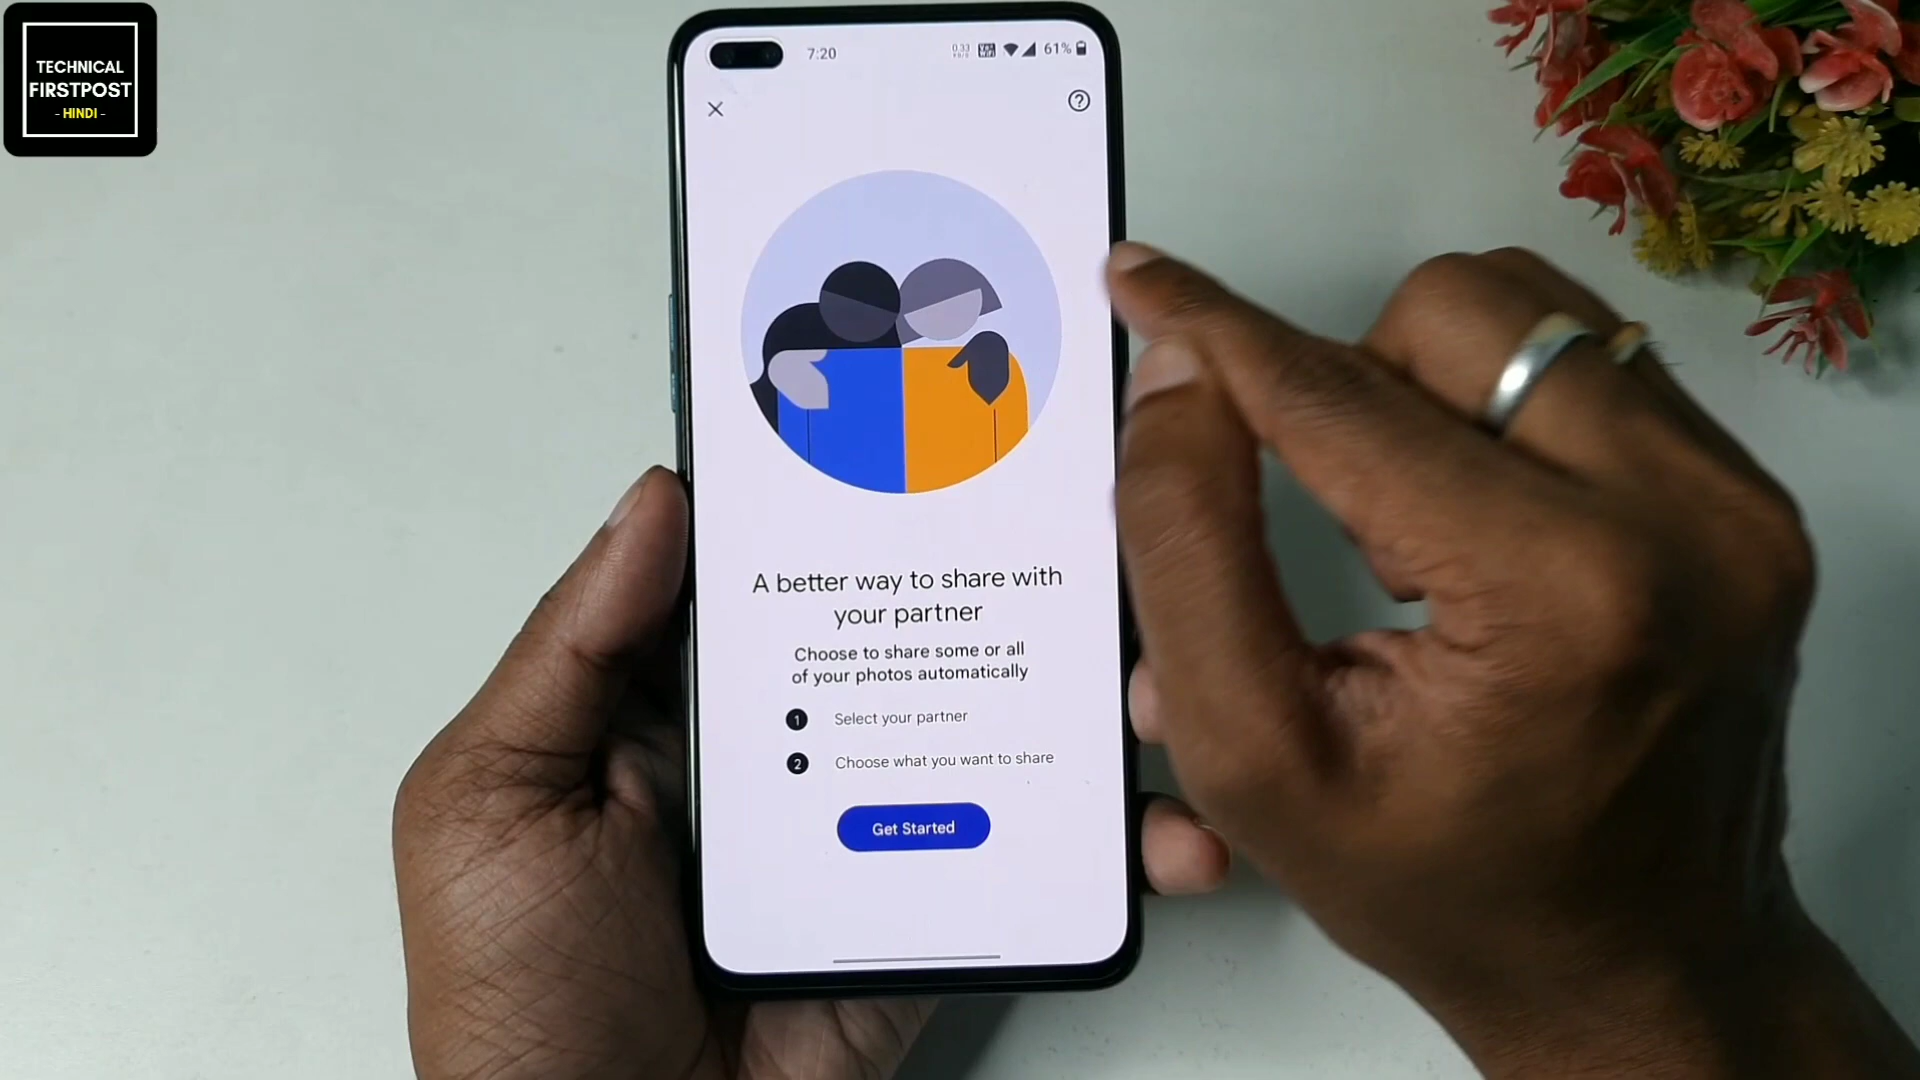 TECHNICAL
FIRSTPOST
- HINDI -
7:20
61%
A better way to share with
your partner
Choose to share some or all
of your photos automatically
1 Select your partner
2 Choose what you want to share
Get Started